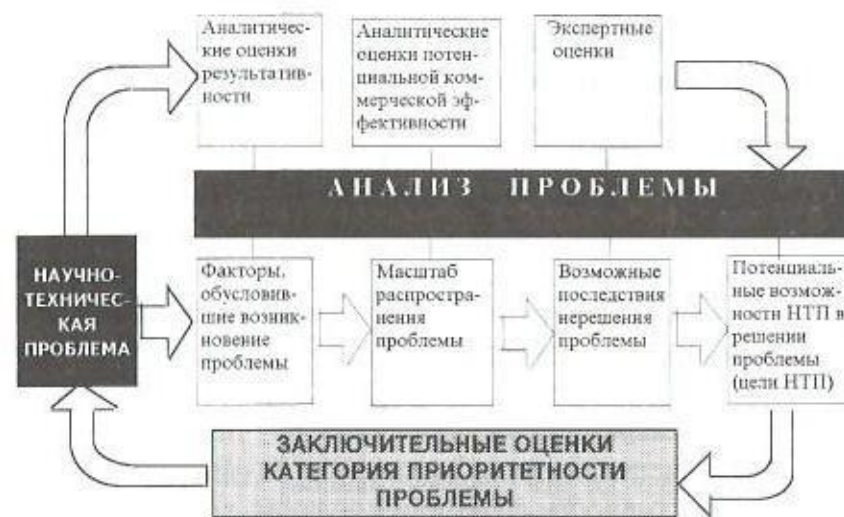 Аналитичес-
кие оценки
результатив-
ности
Аналитические
оценки потен-
циальной ком-
мерческой эф-
фективности
Экспертные
оценки
АНАЛИЗ ПРОБЛЕМЫ
НАУЧНО-
ТЕХНИЧЕС-
КАЯ
ПРОБЛЕМА
Факторы,
обусловив-
шие возник-
новение
проблемы
Масштаб
распростра-
нения
проблемы
Возможные
последствия
нерешения
проблемы
Потенциаль-
ные возмож-
ности НТП в
решении
проблемы
(цели НТП)
ЗАКЛЮЧИТЕЛЬНЫЕ ОЦЕНКИ
КАТЕГОРИЯ ПРИОРИТЕТНОСТИ
ПРОБЛЕМЫ